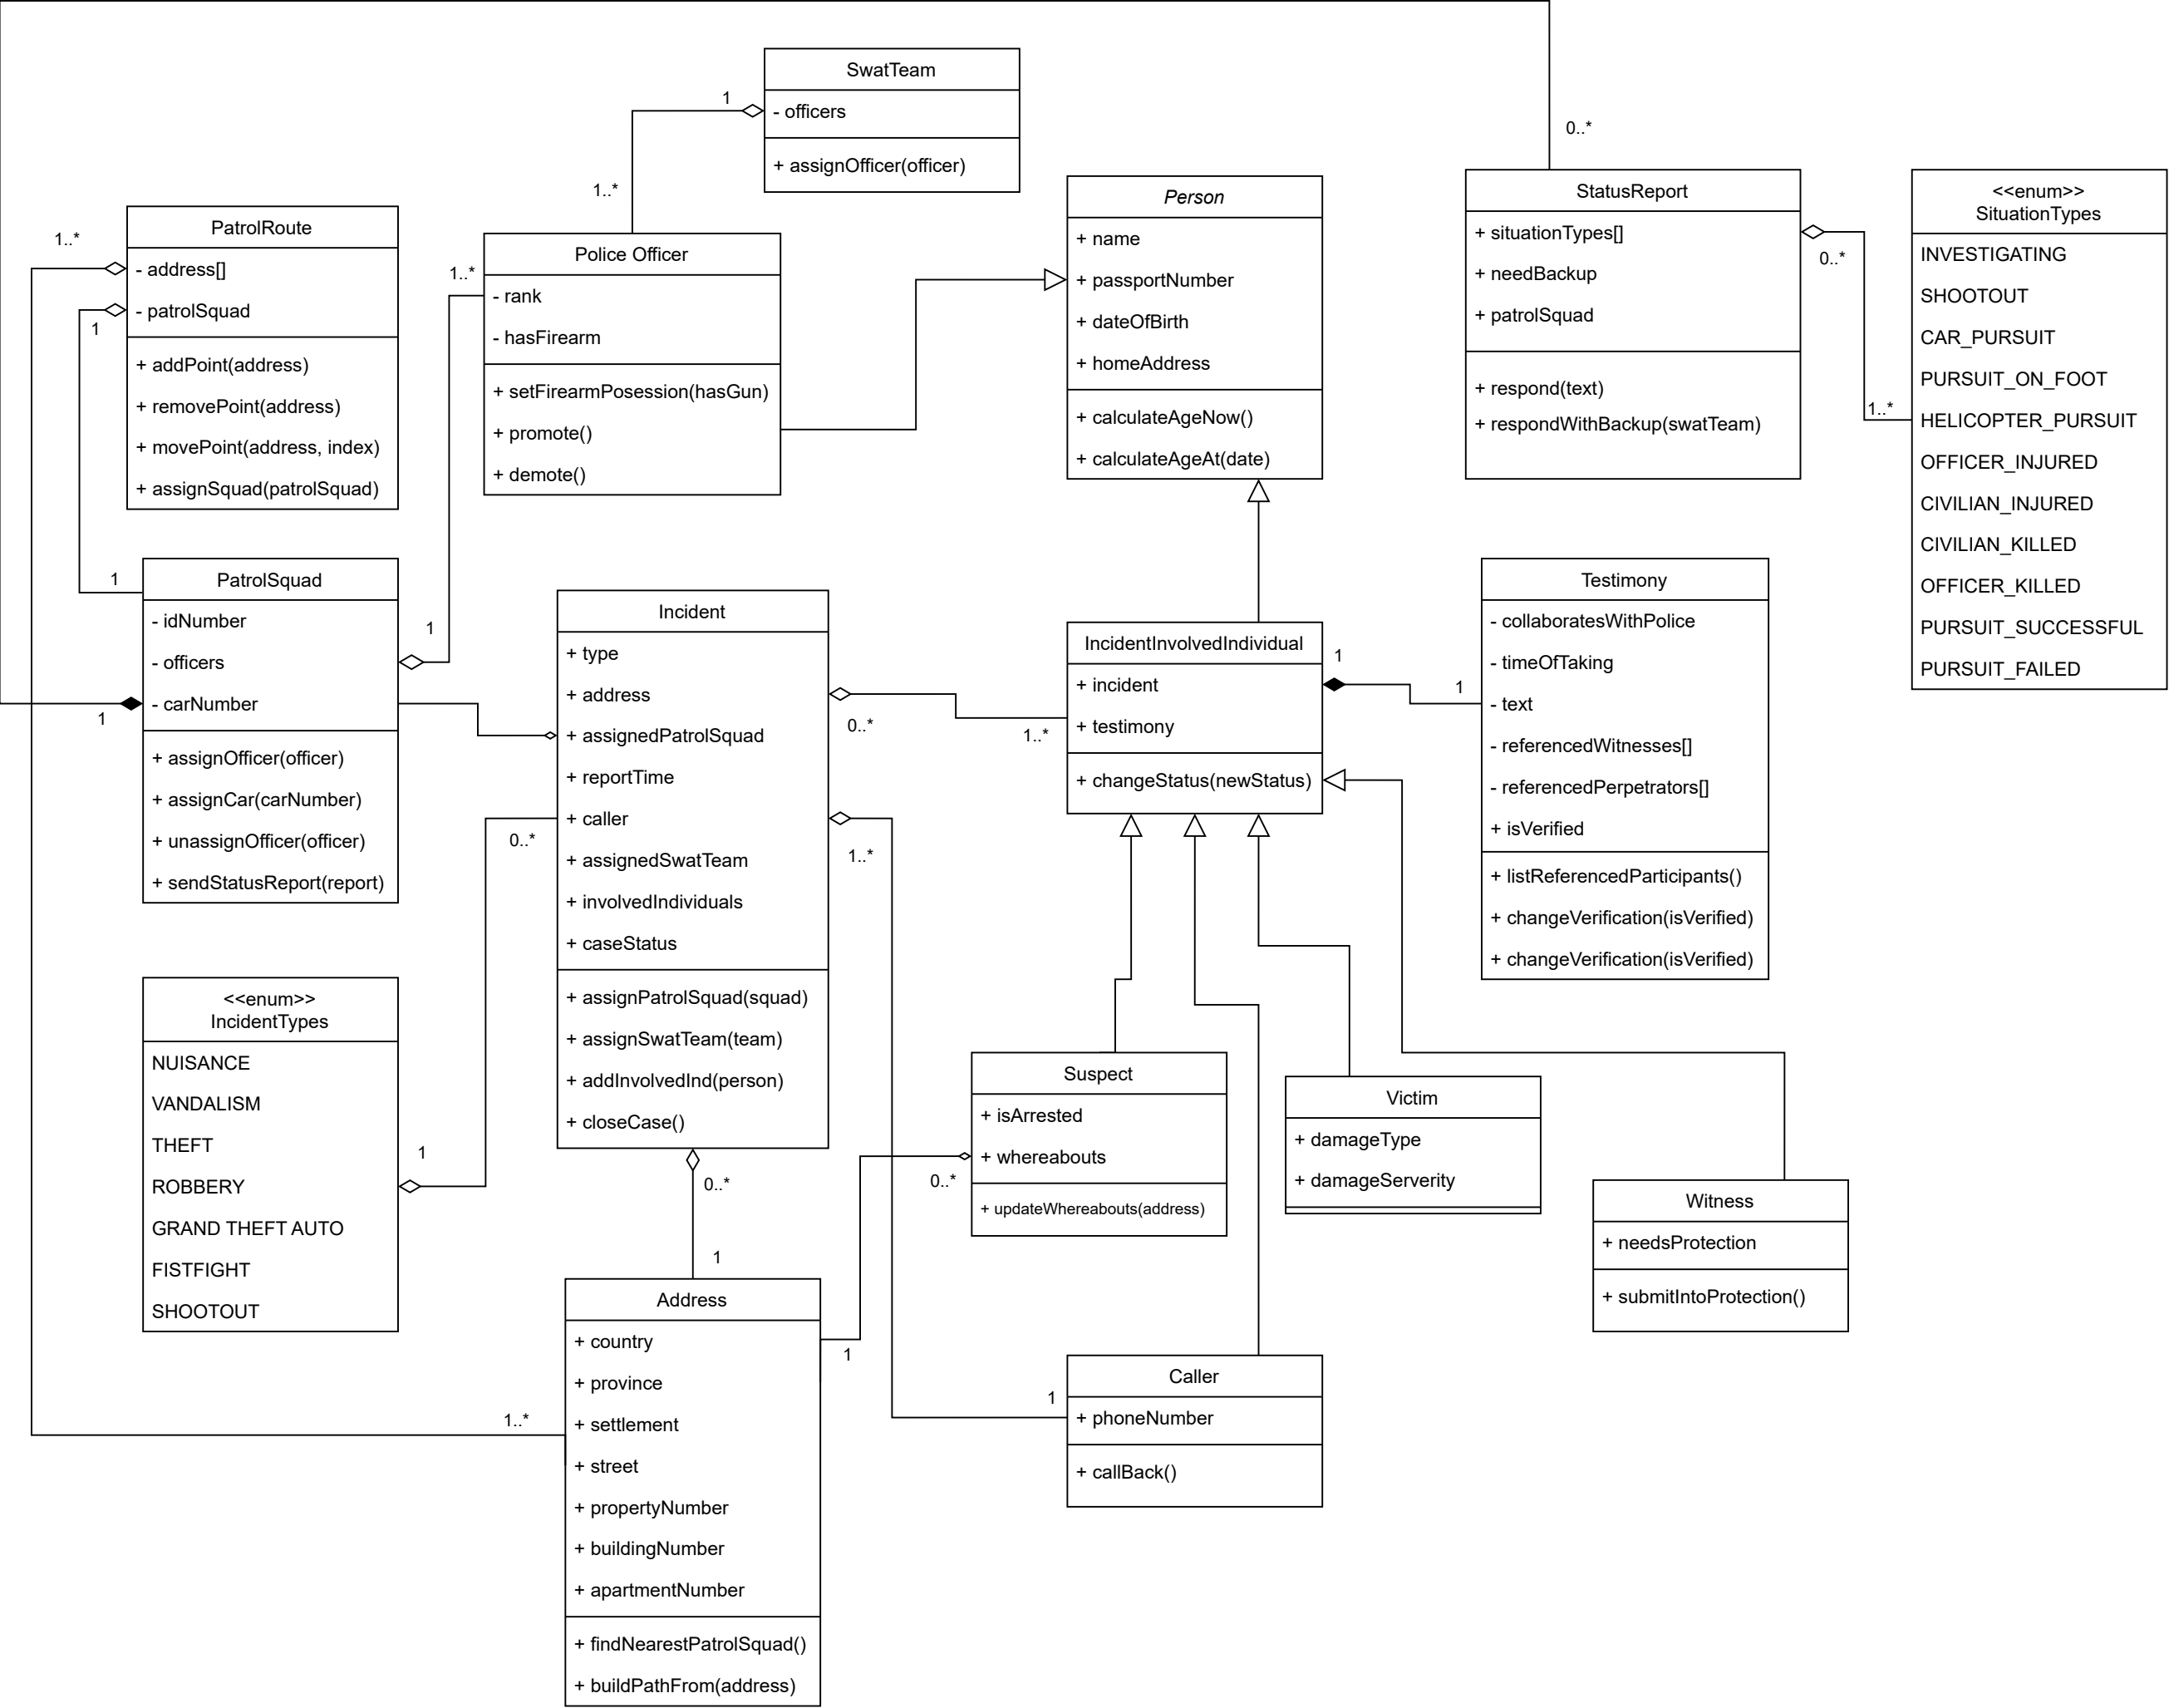 SwatTeam
- officers
+ assignOfficer(officer)
1
1..*
0..*
Person
+ name
+ passportNumber
+ dateOfBirth
+ homeAddress
+ calculateAgeNow()
+ calculateAgeAt(date)
StatusReport
+ situationTypes[]
+ needBackup
+ patrolSquad
+ respond(text)
+ respondWithBackup(swatTeam)
0..*
1..*
<<enum>>
SituationTypes
INVESTIGATING
SHOOTOUT
CAR_PURSUIT
PURSUIT_ON_FOOT
HELICOPTER_PURSUIT
OFFICER_INJURED
CIVILIAN_INJURED
CIVILIAN_KILLED
OFFICER_KILLED
PURSUIT_SUCCESSFUL
PURSUIT_FAILED
PatrolRoute
- address[]
- patrolSquad
+ addPoint(address)
+ removePoint(address)
+ movePoint(address, index)
+ assignSquad(patrolSquad)
1..*
1
1
Police Officer
- rank
- hasFirearm
+ setFirearmPosession(hasGun)
+ promote()
+ demote()
1..*
1
PatrolSquad
- idNumber
- officers
- carNumber
+ assignOfficer(officer)
+ assignCar(carNumber)
+ unassignOfficer(officer)
+ sendStatusReport(report)
1
Incident
+ type
+ address
+ assignedPatrolSquad
+ reportTime
+ caller
+ assignedSwatTeam
+ involvedIndividuals
+ caseStatus
+ assignPatrolSquad(squad)
+ assignSwatTeam(team)
+ addInvolvedInd(person)
+ closeCase()
0..*
1..*
0..*
1..*
IncidentInvolvedIndividual
+ incident
+ testimony
+ changeStatus(newStatus)
1
1
Testimony
- collaboratesWithPolice
- timeOfTaking
- text
- referencedWitnesses[]
- referencedPerpetrators[]
+ isVerified
+ listReferencedParticipants()
+ changeVerification(isVerified)
+ changeVerification(isVerified)
<<enum>>
IncidentTypes
NUISANCE
VANDALISM
THEFT
ROBBERY
GRAND THEFT AUTO
FISTFIGHT
SHOOTOUT
1
0..*
1
Suspect
+ isArrested
+ whereabouts
+ updateWhereabouts(address)
0..*
1
Victim
+ damageType
+ damageServerity
Witness
+ needsProtection
+ submitIntoProtection()
Address
+ country
+ province
+ settlement
+ street
+ propertyNumber
+ buildingNumber
+ apartmentNumber
+ findNearestPatrolSquad()
+ buildPathFrom(address)
1..*
Caller
+ phoneNumber
+ callBack()
1